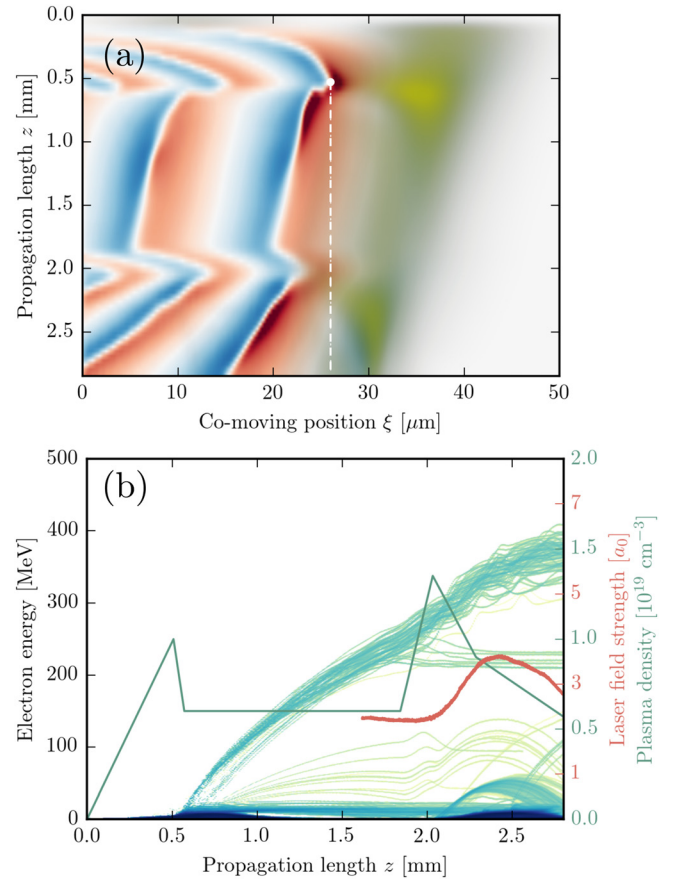 (a)
0.0
0.5
1.0
1.5
2.0
2.5
Propagation length z [mm]
0 10 20 30 40 50
Co-moving position ξ [μm]
(b)
500
400
300
200
100
0
Electron energy [MeV]
0.0 0.5 1.0 1.5 2.0 2.5
Propagation length z [mm]
7
5
3
1
Laser field strength [a₀]
2.0
1.5
1.0
0.5
0.0
Plasma density [10¹⁹ cm⁻³]